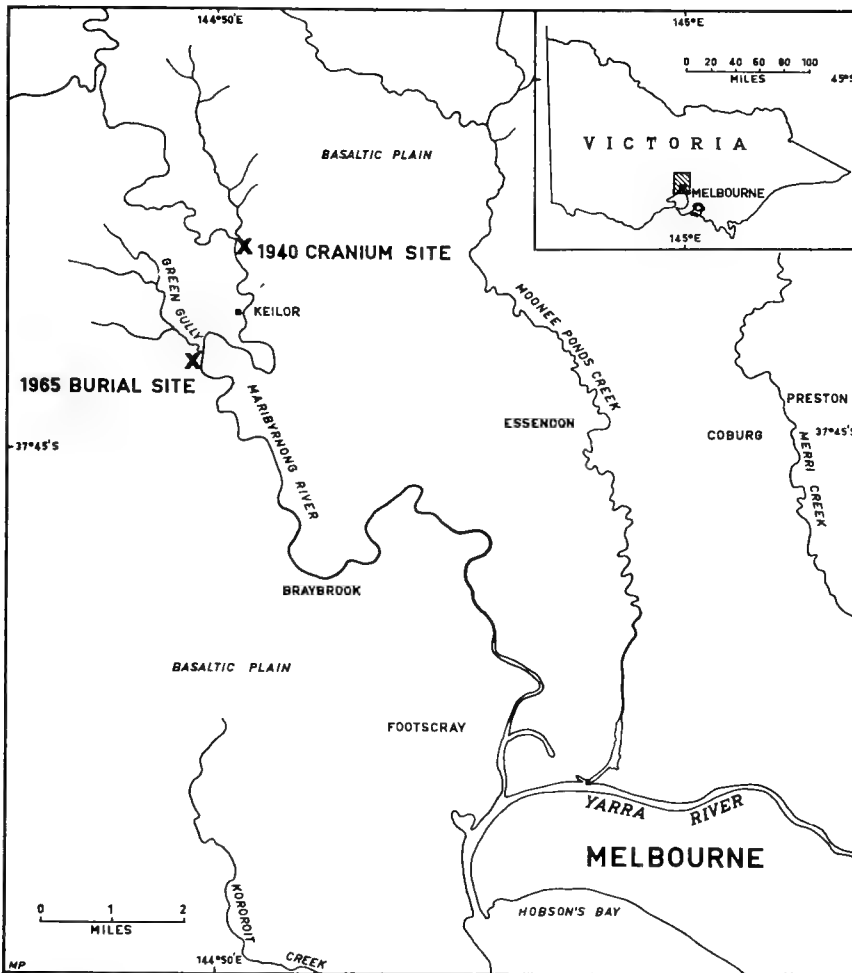 144°50'E
145°E
0 20 40 60 80 100
MILES
45°S
VICTORIA
MELBOURNE
145°E
BASALTIC PLAIN
1940 CRANIUM SITE
GREEN GULLY
KEILOR
1965 BURIAL SITE
MOONEE PONDS CREEK
MARIBYRNONG RIVER
ESSENDON
PRESTON
COBURG
37°45'S
37°45'S
MERRI CREEK
BRAYBROOK
BASALTIC PLAIN
FOOTSCRAY
YARRA RIVER
MELBOURNE
0 1 2
MILES
KOROROIT CREEK
HOBSON'S BAY
MP
144°50'E